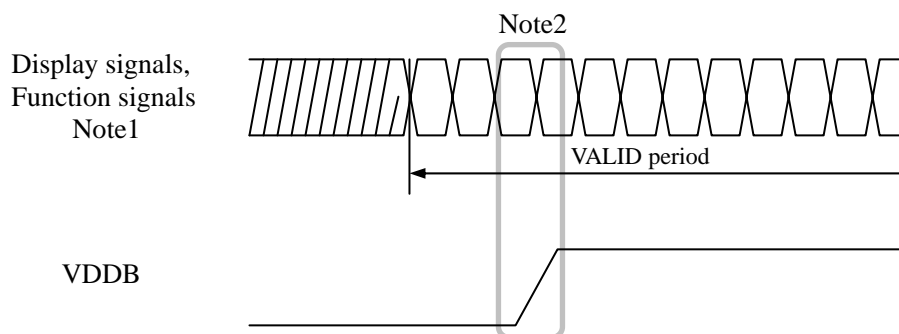 Note2
Display signals,
Function signals
Note1
VALID period
VDDB